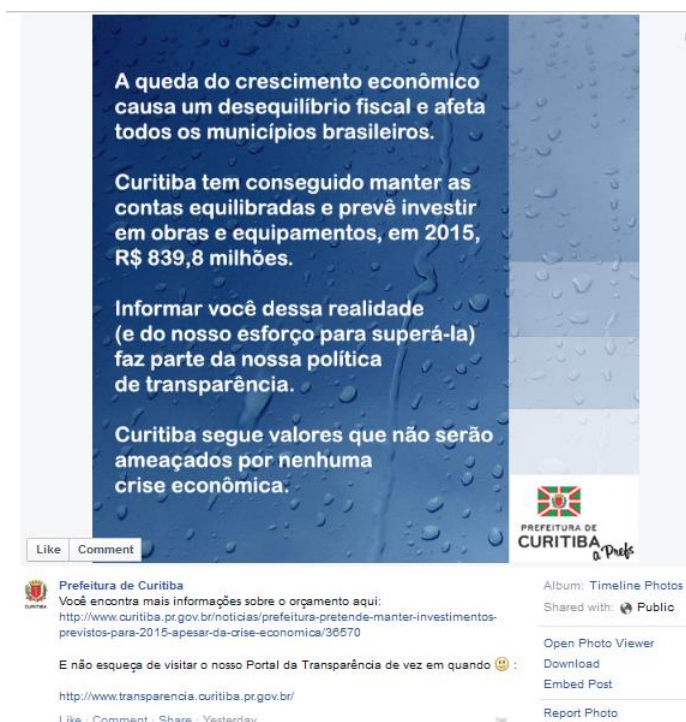 A queda do crescimento econômico
causa um desequilíbrio fiscal e afeta
todos os municípios brasileiros.
Curitiba tem conseguido manter as
contas equilibradas e prevê investir
em obras e equipamentos, em 2015,
R$ 839,8 milhões.
Informar você dessa realidade
(e do nosso esforço para superá-la)
faz parte da nossa política
de transparência.
Curitiba segue valores que não serão
ameaçados por nenhuma
crise econômica.
PREFEITURA DE
CURITIBA
a Prefs
Like Comment
Prefeitura de Curitiba
Você encontra mais informações sobre o orçamento aqui:
http://www.curitiba.pr.gov.br/noticias/prefeitura-pretende-manter-investimentos-
previstos-para-2015-apesar-da-crise-economica/36570
E não esqueça de visitar o nosso Portal da Transparência de vez em quando :
http://www.transparencia.curitiba.pr.gov.br/
Like · Comment · Share · Yesterday
Album: Timeline Photos
Shared with: Public
Open Photo Viewer
Download
Embed Post
Report Photo